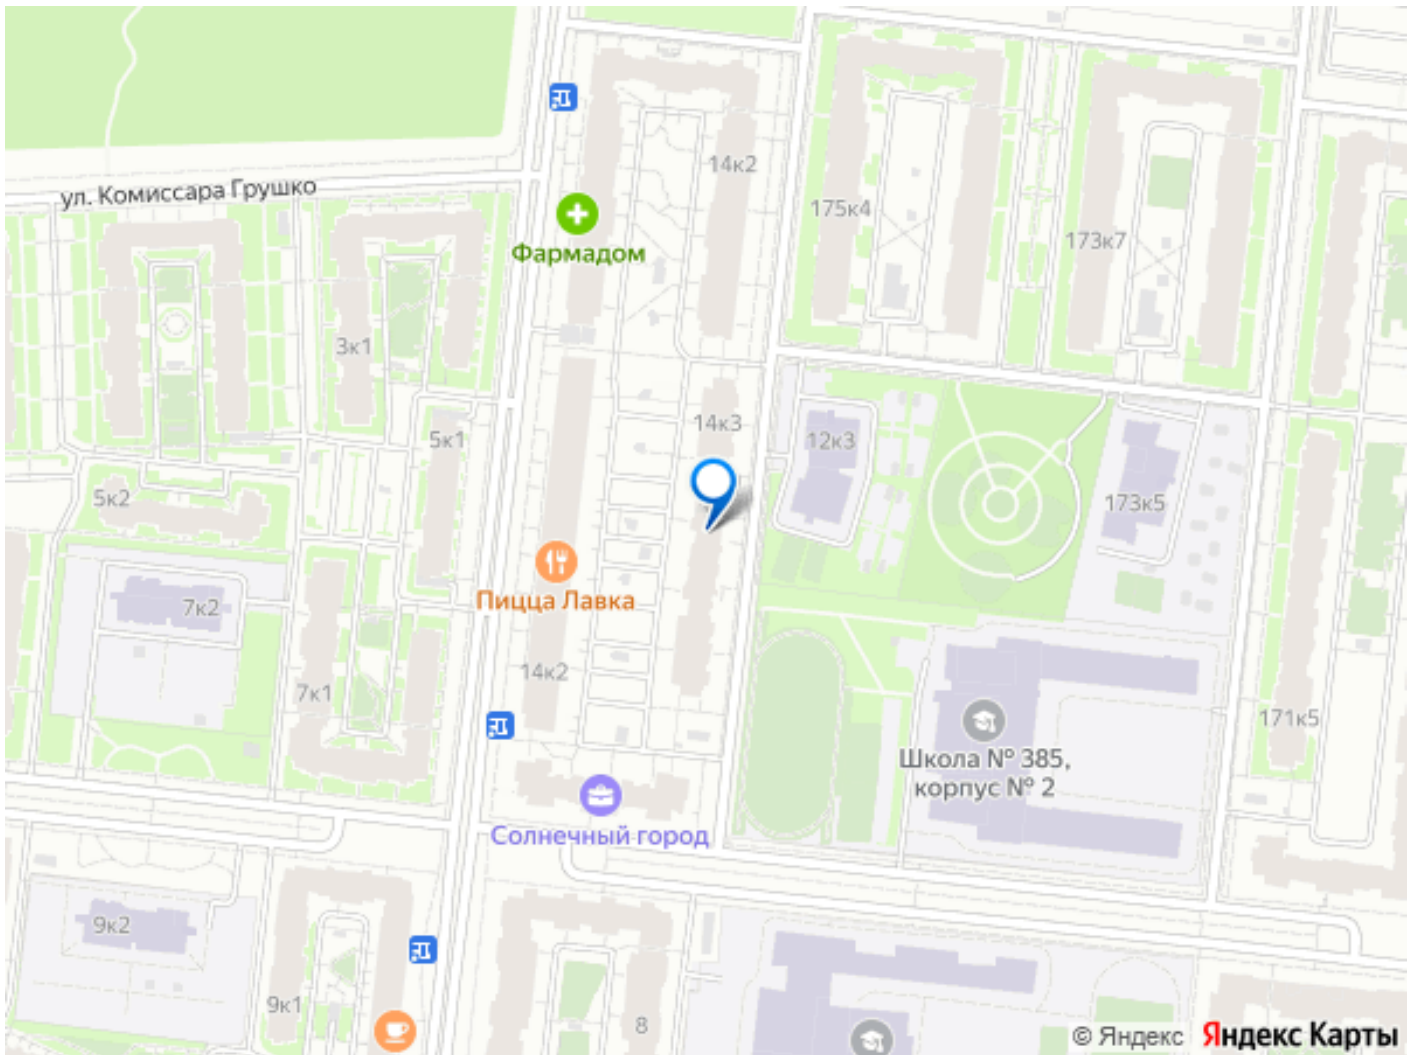 14к2
ул. Комиссара Грушко
175к4
173к7
Фармадом
3к1
14к3
5к1
12к3
5к2
173к5
Пицца Лавка
7к2
14к2
7к1
171к5
Школа № 385,
корпус № 2
Солнечный город
9к2
9к1
8
© Яндекс Яндекс Карты